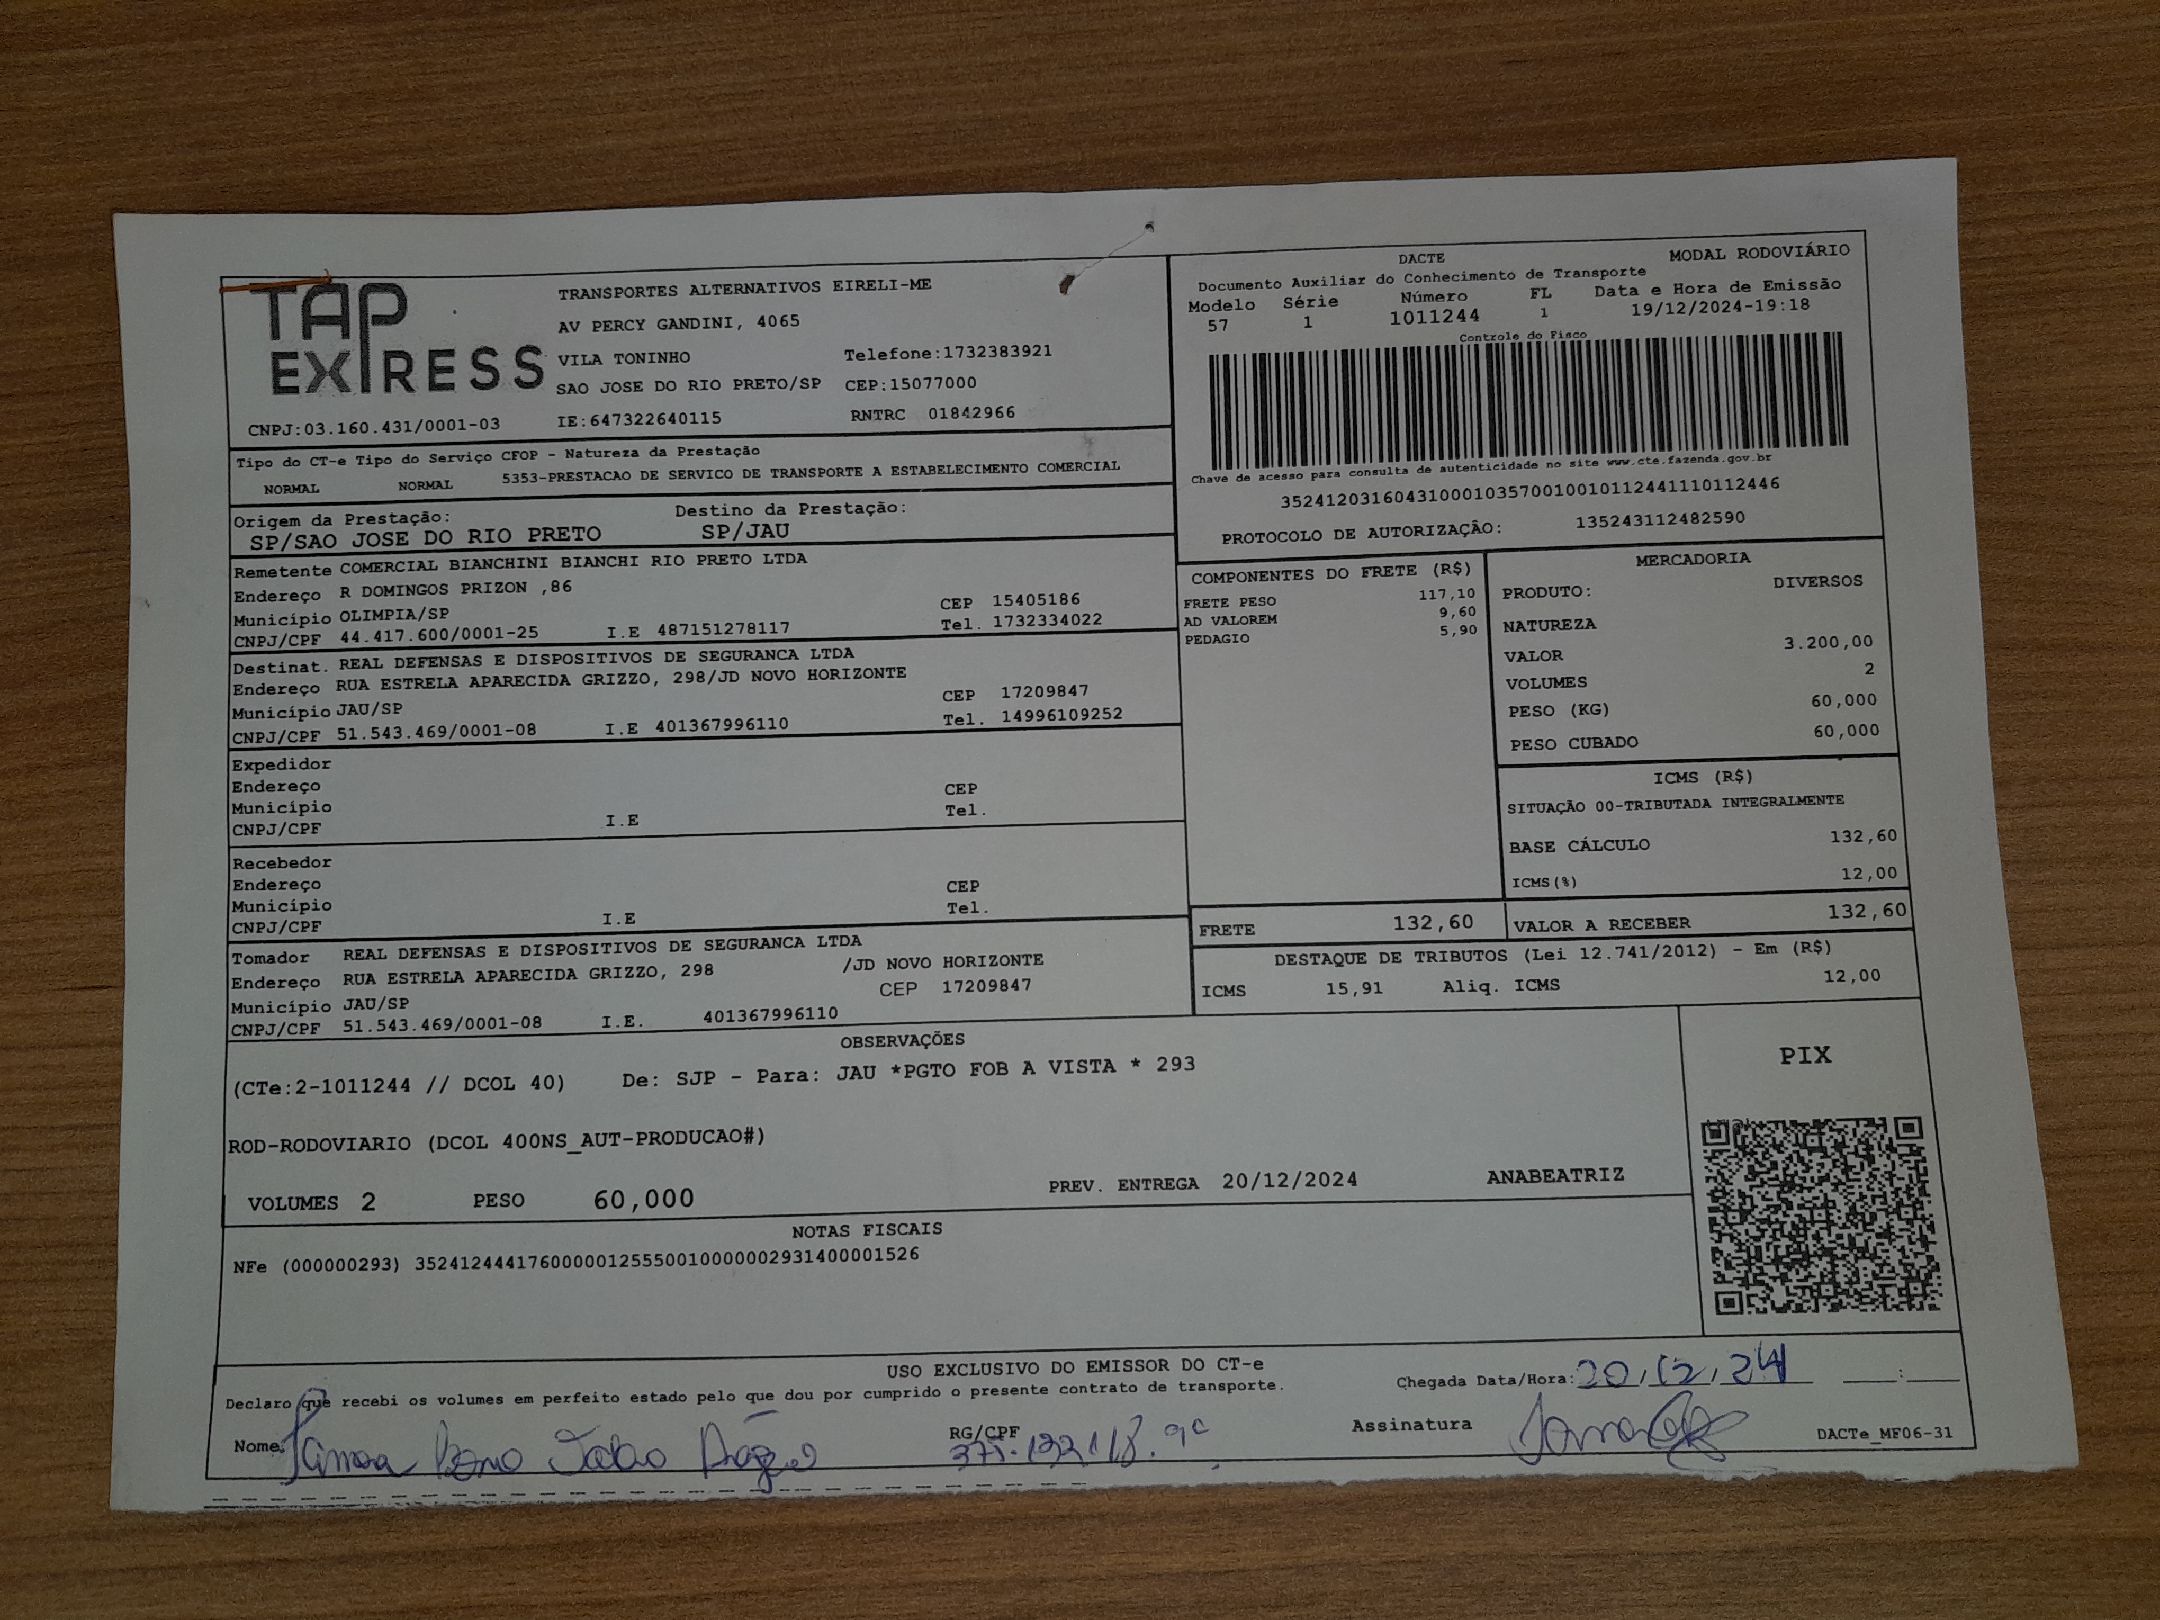 TAP EXPRESS
TRANSPORTES ALTERNATIVOS EIRELI-ME
AV PERCY GANDINI, 4065
VILA TONINHO Telefone:1732383921
SAO JOSE DO RIO PRETO/SP CEP:15077000
CNPJ:03.160.431/0001-03 IE:647322640115 RNTRC 01842966
DACTE MODAL RODOVIÁRIO
Documento Auxiliar do Conhecimento de Transporte
Modelo Série Número FL Data e Hora de Emissão
57 1 1011244 1 19/12/2024-19:18
Controle do Fisco
Chave de acesso para consulta de autenticidade no site www.cte.fazenda.gov.br
35241203160431000103570010010112441110112446
PROTOCOLO DE AUTORIZAÇÃO: 135243112482590
Tipo do CT-e Tipo do Serviço CFOP - Natureza da Prestação
NORMAL NORMAL 5353-PRESTACAO DE SERVICO DE TRANSPORTE A ESTABELECIMENTO COMERCIAL
Origem da Prestação: Destino da Prestação:
SP/SAO JOSE DO RIO PRETO SP/JAU
Remetente COMERCIAL BIANCHINI BIANCHI RIO PRETO LTDA
Endereço R DOMINGOS PRIZON ,86
Município OLIMPIA/SP CEP 15405186
CNPJ/CPF 44.417.600/0001-25 I.E 487151278117 Tel. 1732334022
Destinat. REAL DEFENSAS E DISPOSITIVOS DE SEGURANCA LTDA
Endereço RUA ESTRELA APARECIDA GRIZZO, 298/JD NOVO HORIZONTE
Município JAU/SP CEP 17209847
CNPJ/CPF 51.543.469/0001-08 I.E 401367996110 Tel. 14996109252
Expedidor
Endereço CEP
Município Tel.
CNPJ/CPF I.E
Recebedor
Endereço CEP
Município Tel.
CNPJ/CPF I.E
Tomador REAL DEFENSAS E DISPOSITIVOS DE SEGURANCA LTDA
Endereço RUA ESTRELA APARECIDA GRIZZO, 298 /JD NOVO HORIZONTE
Município JAU/SP CEP 17209847
CNPJ/CPF 51.543.469/0001-08 I.E. 401367996110
COMPONENTES DO FRETE (R$)
FRETE PESO 117,10
AD VALOREM 9,60
PEDAGIO 5,90
MERCADORIA
PRODUTO: DIVERSOS
NATUREZA
VALOR 3.200,00
VOLUMES 2
PESO (KG) 60,000
PESO CUBADO 60,000
ICMS (R$)
SITUAÇÃO 00-TRIBUTADA INTEGRALMENTE
BASE CÁLCULO 132,60
ICMS(%) 12,00
FRETE 132,60 VALOR A RECEBER 132,60
DESTAQUE DE TRIBUTOS (Lei 12.741/2012) - Em (R$)
ICMS 15,91 Aliq. ICMS 12,00
OBSERVAÇÕES
(CTe:2-1011244 // DCOL 40) De: SJP - Para: JAU *PGTO FOB A VISTA * 293
ROD-RODOVIARIO (DCOL 400NS_AUT-PRODUCAO#)
VOLUMES 2 PESO 60,000 PREV. ENTREGA 20/12/2024 ANABEATRIZ
PIX
NOTAS FISCAIS
NFe (000000293) 35241244417600000125550010000002931400001526
USO EXCLUSIVO DO EMISSOR DO CT-e
Declaro que recebi os volumes em perfeito estado pelo que dou por cumprido o presente contrato de transporte.
Chegada Data/Hora: 20,12,24 :
Nome
RG/CPF
Assinatura
DACTe_MF06-31